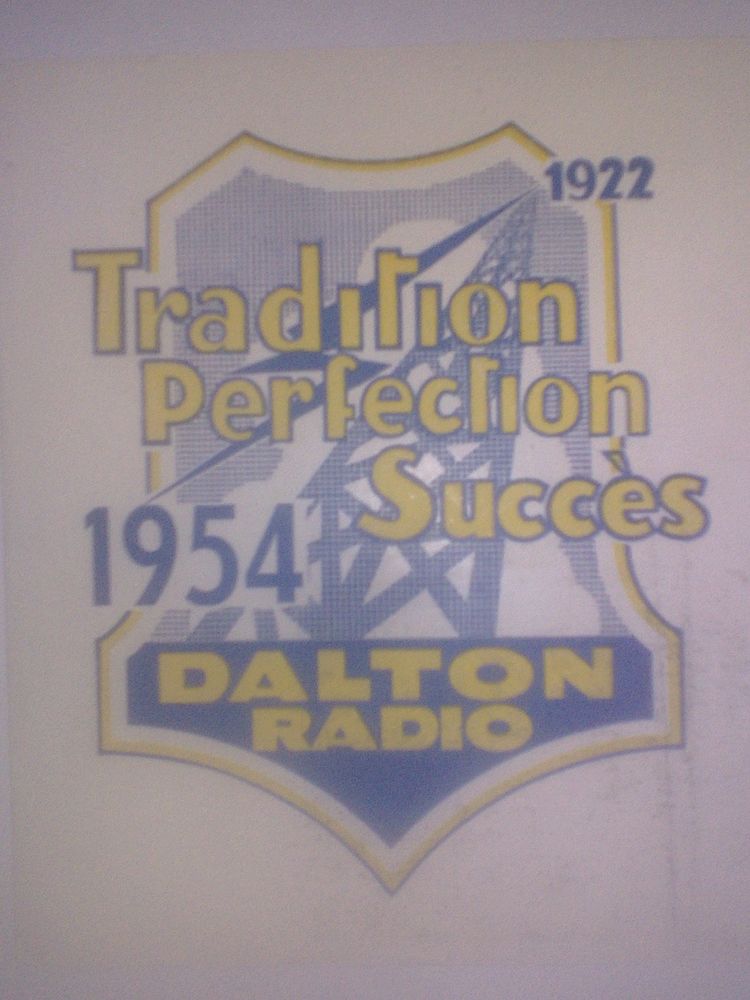 1922
Tradition
Perfection
Succès
1954
DALTON
RADIO